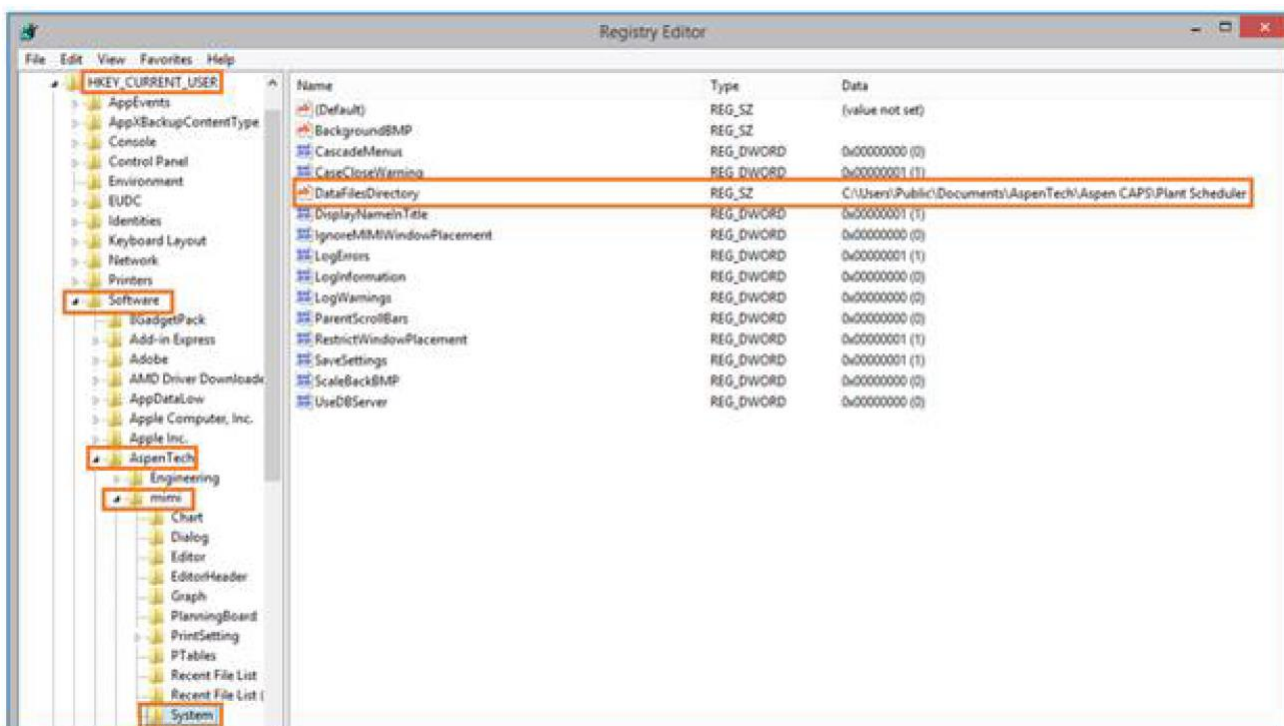 Registry Editor
File Edit View Favorites Help
HKEY_CURRENT_USER
AppEvents
AppXBackupContentType
Console
Control Panel
Environment
EUDC
Identities
Keyboard Layout
Network
Printers
Software
8GadgetPack
Add-in Express
Adobe
AMD Driver Downloade
AppDataLow
Apple Computer, Inc.
Apple Inc.
AspenTech
Engineering
mimi
Chart
Dialog
Editor
EditorHeader
Graph
PlanningBoard
PrintSetting
PTables
Recent File List
Recent File List (
System
Name Type Data
(Default) REG_SZ (value not set)
BackgroundBMP REG_SZ
CascadeMenus REG_DWORD 0x00000000 (0)
CaseCloseWarning REG_DWORD 0x00000001 (1)
DataFilesDirectory REG_SZ C:\Users\Public\Documents\AspenTech\Aspen CAPS\Plant Scheduler
DisplayNameInTitle REG_DWORD 0x00000001 (1)
IgnoreMIMIWindowPlacement REG_DWORD 0x00000000 (0)
LogErrors REG_DWORD 0x00000001 (1)
LogInformation REG_DWORD 0x00000000 (0)
LogWarnings REG_DWORD 0x00000000 (0)
ParentScrollBars REG_DWORD 0x00000000 (0)
RestrictWindowPlacement REG_DWORD 0x00000001 (1)
SaveSettings REG_DWORD 0x00000001 (1)
ScaleBackBMP REG_DWORD 0x00000000 (0)
UseDBServer REG_DWORD 0x00000000 (0)